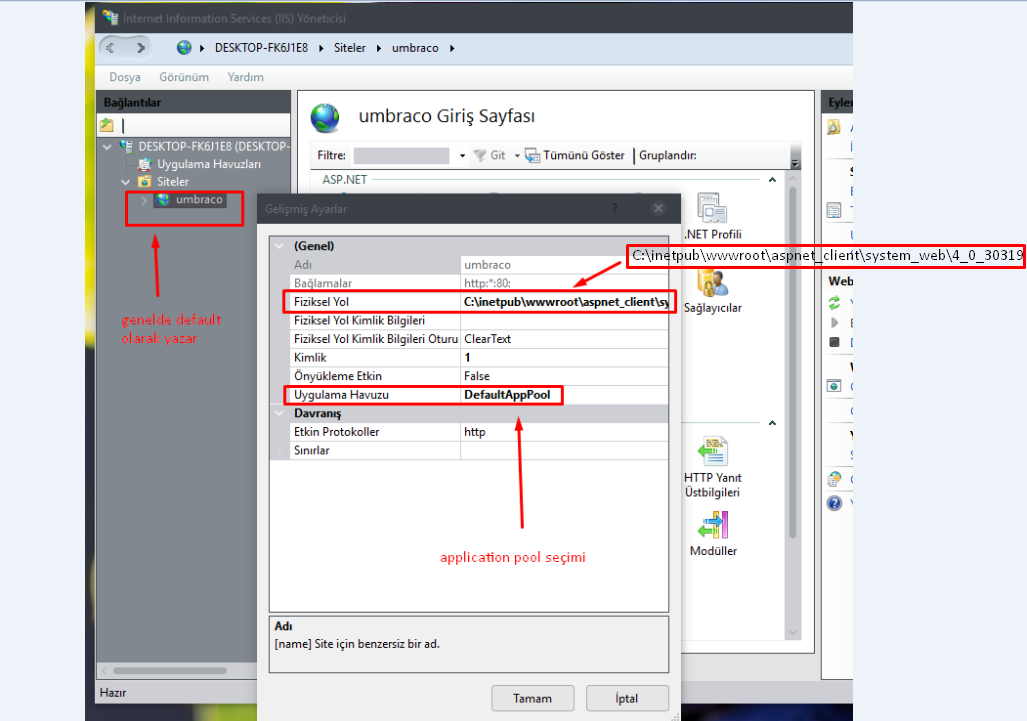 Internet Information Services (IIS) Yöneticisi
DESKTOP-FK6J1E8 Siteler umbraco
Dosya Görünüm Yardım
Bağlantılar
DESKTOP-FK6J1E8 (DESKTOP-
Uygulama Havuzları
Siteler
umbraco
genelde default
olarak yazar
Hazır
umbraco Giriş Sayfası
Filtre: Git Tümünü Göster Gruplandır:
ASP.NET
.NET Profili
Sağlayıcılar
HTTP Yanıt
Üstbilgileri
Modüller
Eyler
Web
Gelişmiş Ayarlar
(Genel)
Adı umbraco
Bağlamalar http:*:80:
Fiziksel Yol C:\inetpub\wwwroot\aspnet_client\sy
Fiziksel Yol Kimlik Bilgileri
Fiziksel Yol Kimlik Bilgileri Oturu ClearText
Kimlik 1
Önyükleme Etkin False
Uygulama Havuzu DefaultAppPool
Davranış
Etkin Protokoller http
Sınırlar
C:\inetpub\wwwroot\aspnet_client\system_web\4_0_30319
application pool seçimi
Adı
[name] Site için benzersiz bir ad.
Tamam İptal